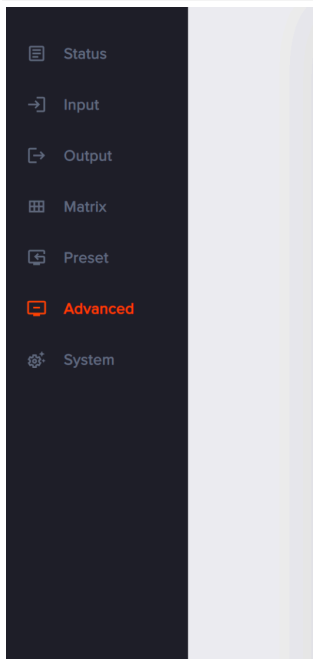 Status
Input
Output
Matrix
Preset
Advanced
System